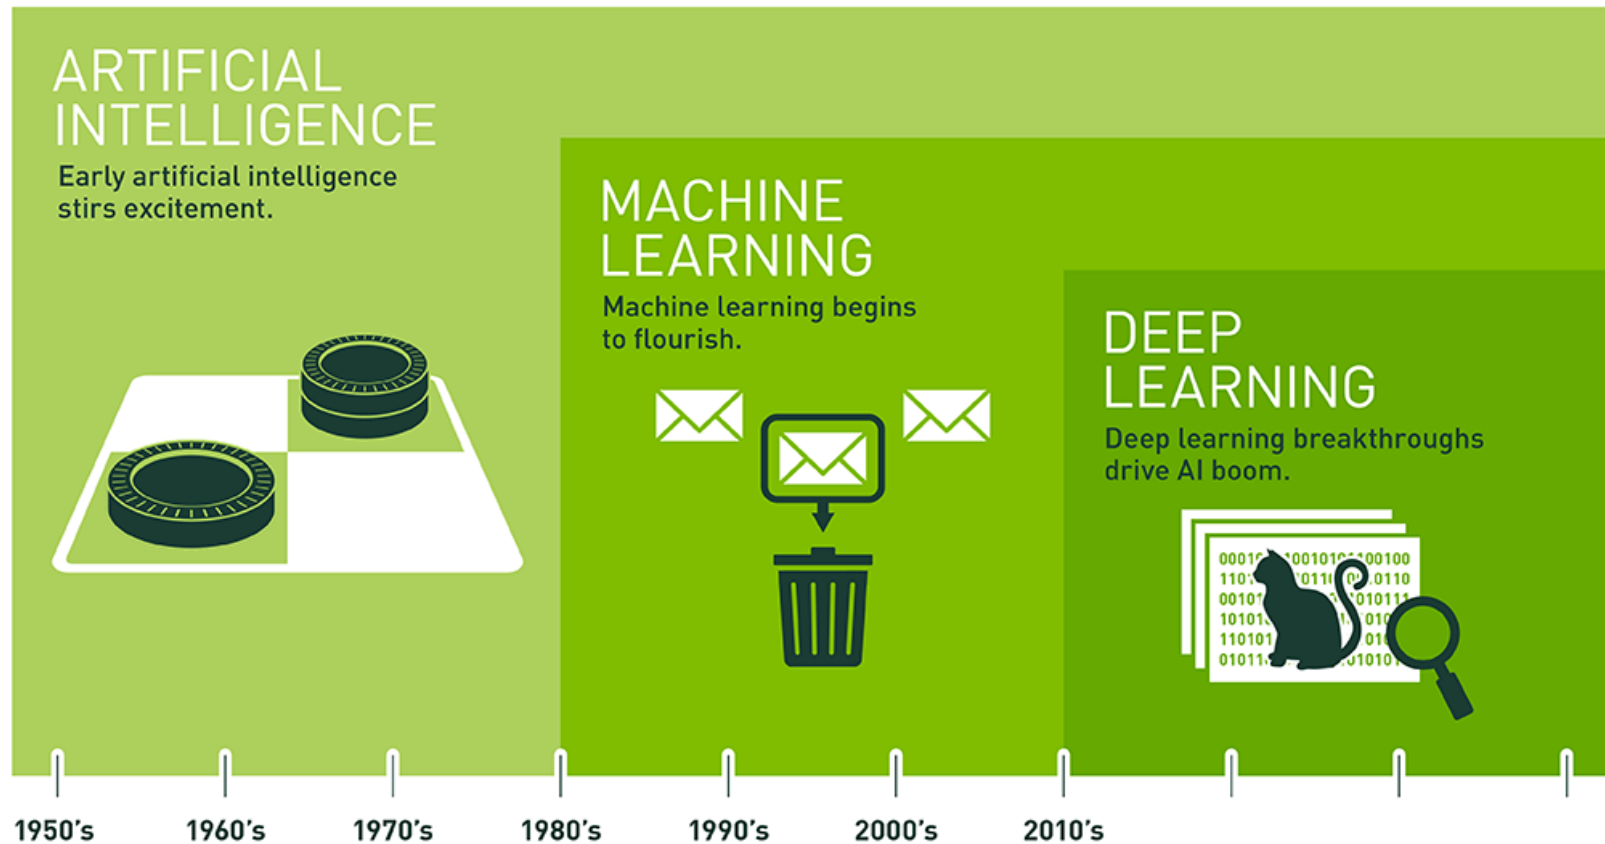 ARTIFICIAL
INTELLIGENCE
Early artificial intelligence
stirs excitement.
MACHINE
LEARNING
Machine learning begins
to flourish.
DEEP
LEARNING
Deep learning breakthroughs
drive AI boom.
1950's
1960's
1970's
1980's
1990's
2000's
2010's